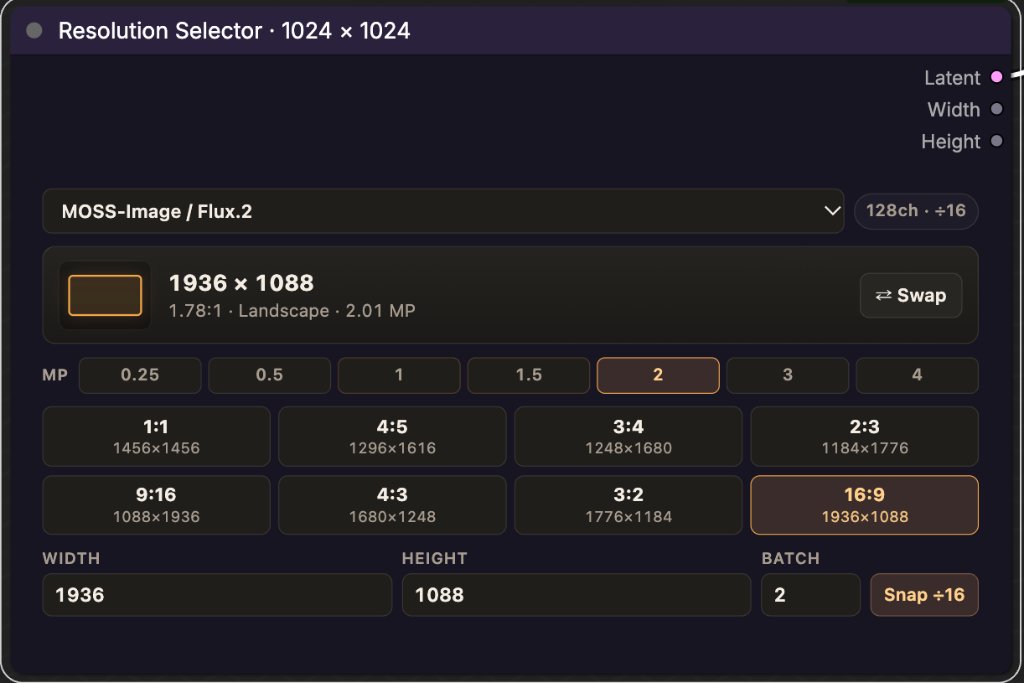 Resolution Selector · 1024 × 1024
Latent
Width
Height
MOSS-Image / Flux.2
128ch · ÷16
1936 × 1088
1.78:1 · Landscape · 2.01 MP
⇄ Swap
MP 0.25 0.5 1 1.5 2 3 4
1:1 4:5 3:4 2:3
1456×1456 1296×1616 1248×1680 1184×1776
9:16 4:3 3:2 16:9
1088×1936 1680×1248 1776×1184 1936×1088
WIDTH HEIGHT BATCH
1936 1088 2 Snap ÷16